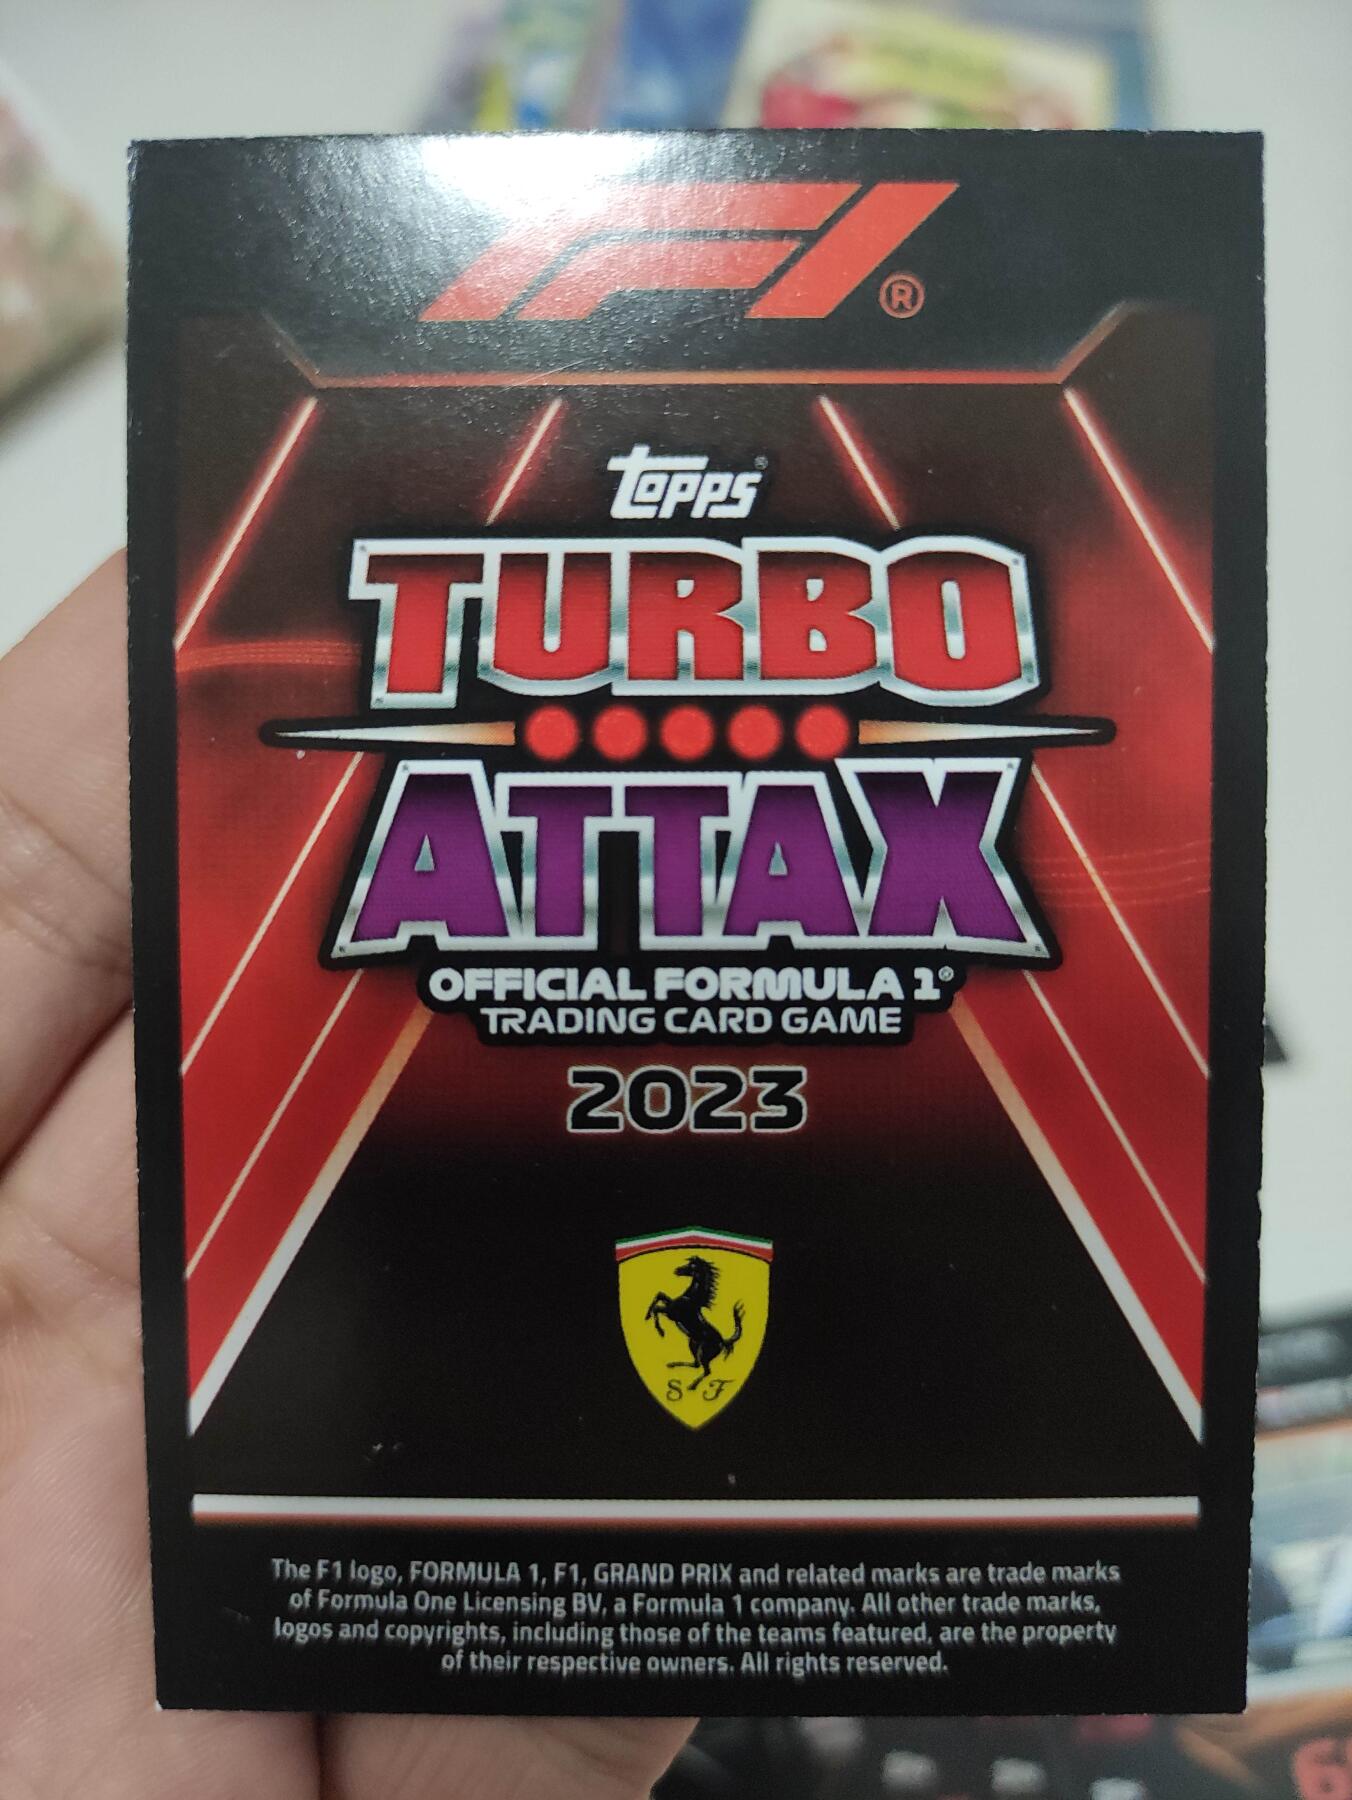 F1®
topps®
TURBO
ATTAX
OFFICIAL FORMULA 1®
TRADING CARD GAME
2023
S F
The F1 logo, FORMULA 1, F1, GRAND PRIX and related marks are trade marks
of Formula One Licensing BV, a Formula 1 company. All other trade marks,
logos and copyrights, including those of the teams featured, are the property
of their respective owners. All rights reserved.